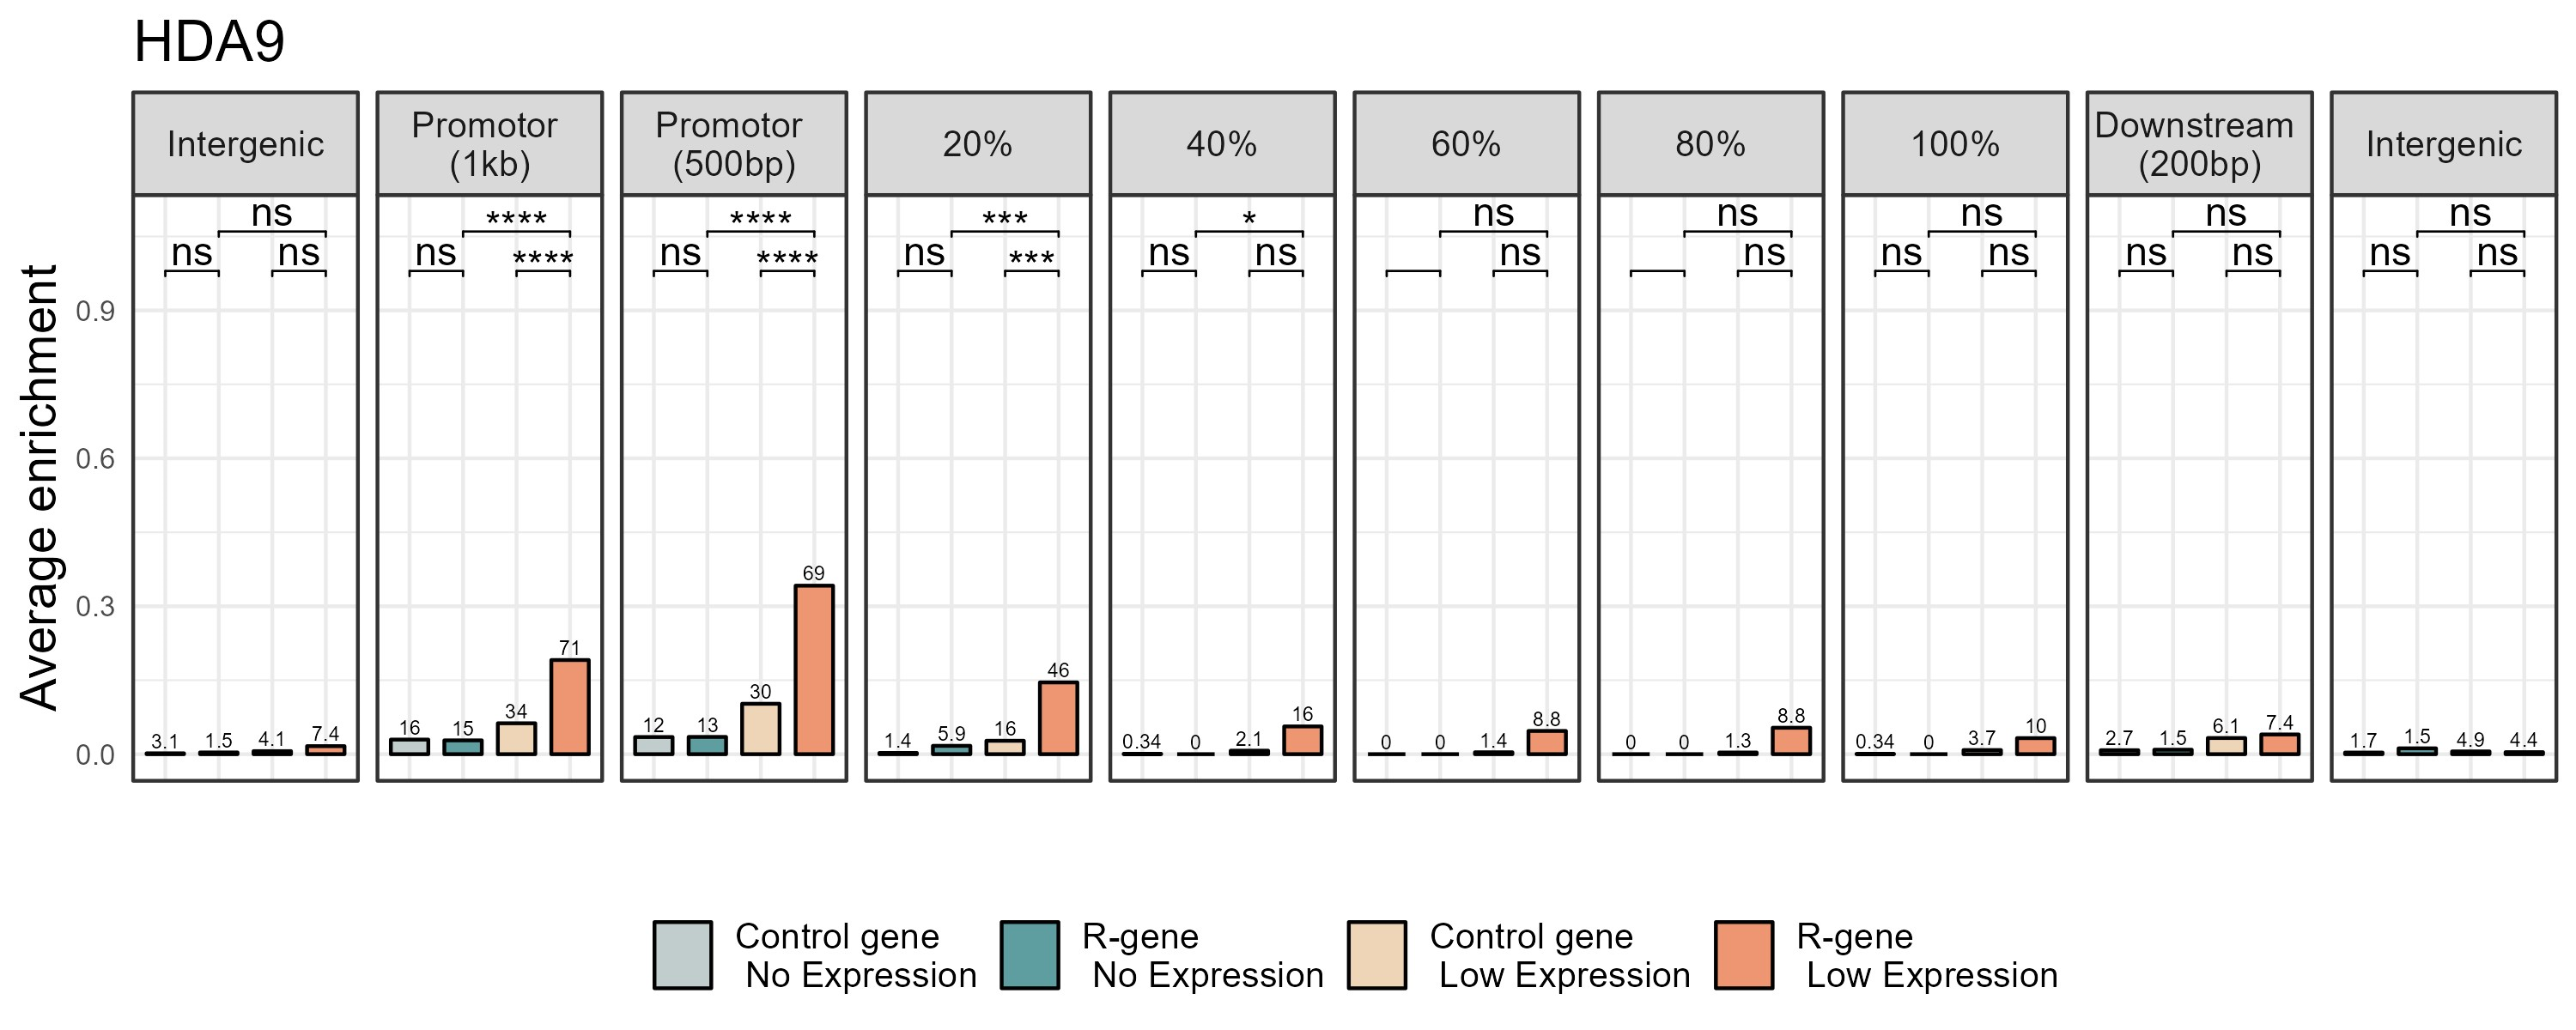 HDA9
Intergenic
Promotor
(1kb)
Promotor
(500bp)
20%
40%
60%
80%
100%
Downstream
(200bp)
Intergenic
Average enrichment
0.9
0.6
0.3
0.0
ns
ns ns
3.1 1.5 4.1 7.4
****
ns ****
16 15 34 71
****
ns ****
12 13 30 69
***
ns ***
1.4 5.9 16 46
*
ns ns
0.34 0 2.1 16
ns
ns
0 0 1.4 8.8
ns
ns
0 0 1.3 8.8
ns
ns ns
0.34 0 3.7 10
ns
ns ns
2.7 1.5 6.1 7.4
ns
ns ns
1.7 1.5 4.9 4.4
Control gene
No Expression
R-gene
No Expression
Control gene
Low Expression
R-gene
Low Expression